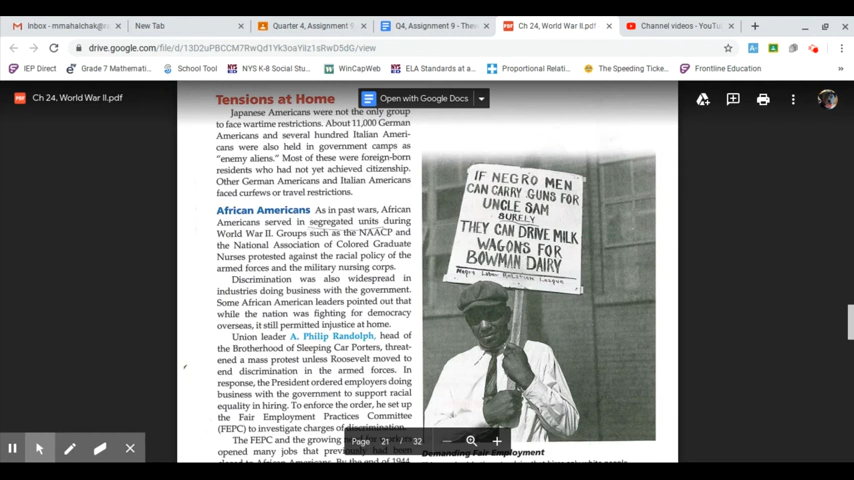 Inbox - mmahalchak@
New Tab
Quarter 4, Assignment 9
Q4, Assignment 9 - These
Ch 24, World War II.pdf
Channel videos - YouTu
drive.google.com/file/d/13D2uPBCCM7RwQd1Yk3oaYiIz1sRwD5dG/view
IEP Direct
Grade 7 Mathemati...
School Tool
NYS K-8 Social Stu...
WinCapWeb
ELA Standards at a...
Proportional Relati...
The Speeding Ticke...
Frontline Education
Ch 24, World War II.pdf
Open with Google Docs
Tensions at Home
Japanese Americans were not the only group
to face wartime restrictions. About 11,000 German
Americans and several hundred Italian Ameri-
cans were also held in government camps as
"enemy aliens." Most of these were foreign-born
residents who had not yet achieved citizenship.
Other German Americans and Italian Americans
faced curfews or travel restrictions.
African Americans As in past wars, African
Americans served in segregated units during
World War II. Groups such as the NAACP and
the National Association of Colored Graduate
Nurses protested against the racial policy of the
armed forces and the military nursing corps.
Discrimination was also widespread in
industries doing business with the government.
Some African American leaders pointed out that
while the nation was fighting for democracy
overseas, it still permitted injustice at home.
Union leader A. Philip Randolph, head of
the Brotherhood of Sleeping Car Porters, threat-
ened a mass protest unless Roosevelt moved to
end discrimination in the armed forces. In
response, the President ordered employers doing
business with the government to support racial
equality in hiring. To enforce the order, he set up
the Fair Employment Practices Committee
(FEPC) to investigate charges of discrimination.
The FEPC and the growing
opened many jobs that previously had been
closed to African Americans. By the end of 1944,
IF NEGRO MEN
CAN CARRY GUNS FOR
UNCLE SAM
SURELY
THEY CAN DRIVE MILK
WAGONS FOR
BOWMAN DAIRY
Negro Labor Relation League
Page 21 / 32
Demanding Fair Employment